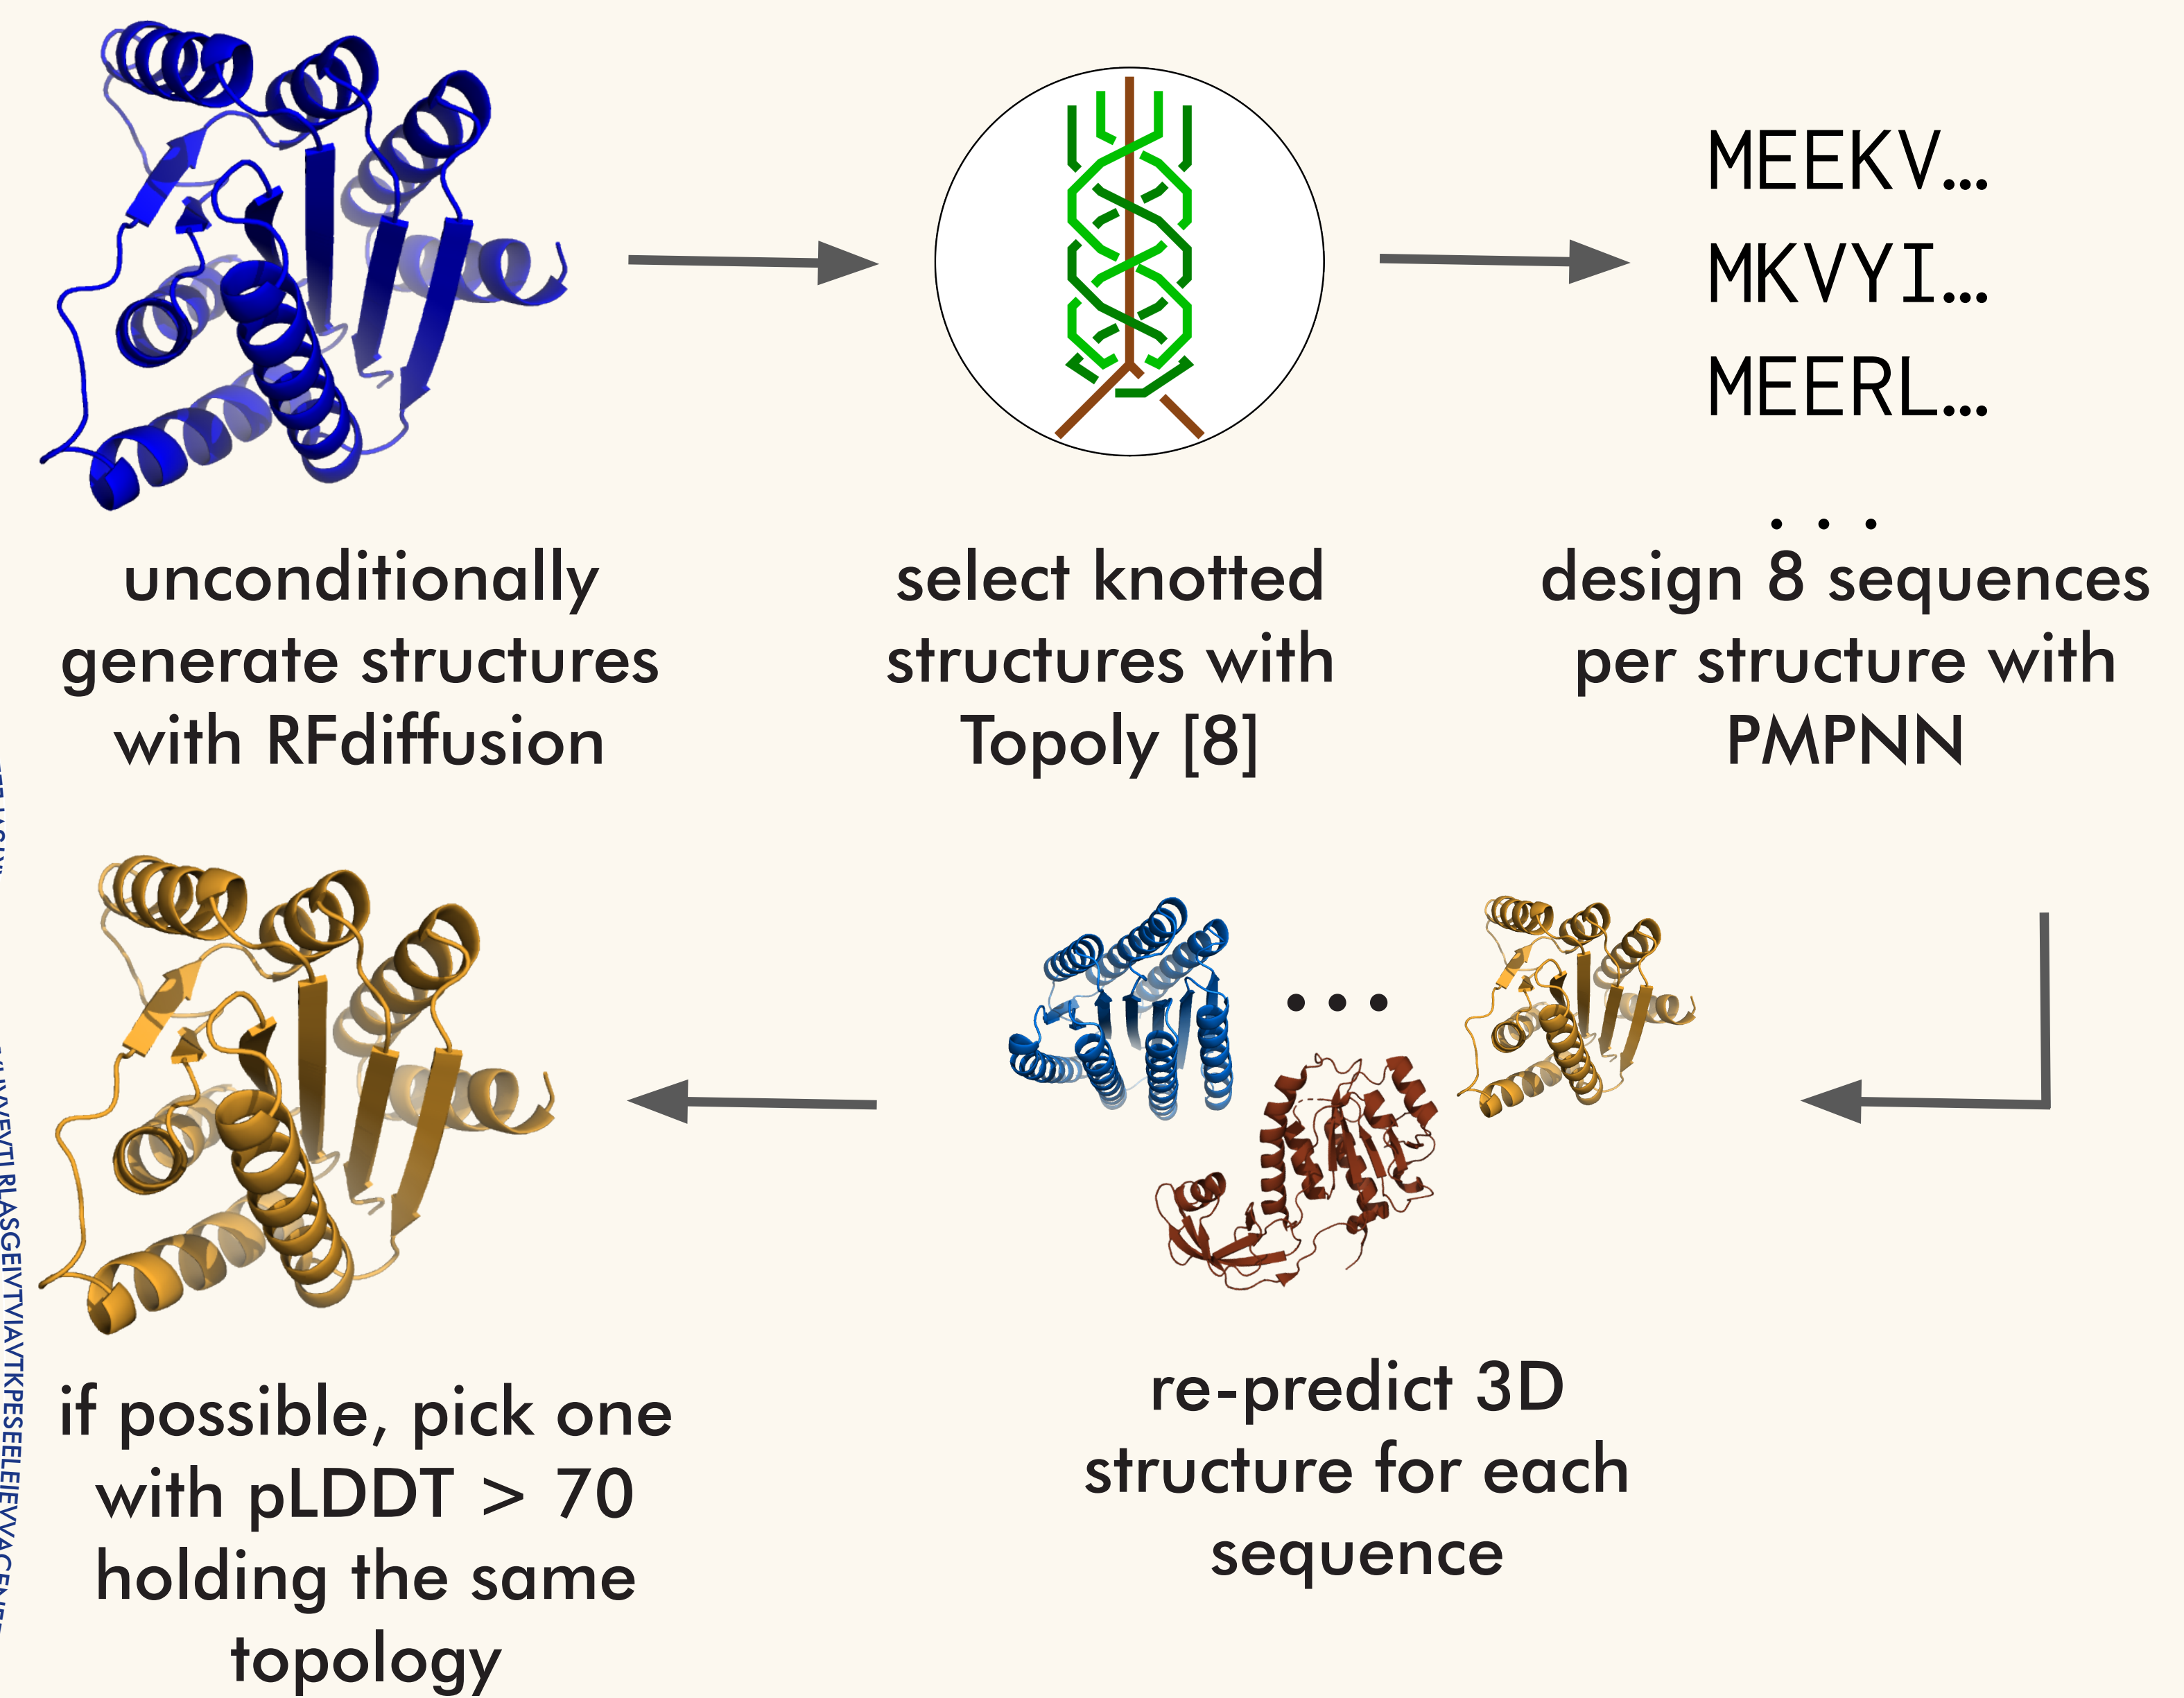 MEEKV...
MKVYI...
MEERL...
. . .
unconditionally
generate structures
with RFdiffusion
select knotted
structures with
Topoly [8]
design 8 sequences
per structure with
PMPNN
if possible, pick one
with pLDDT > 70
holding the same
topology
re-predict 3D
structure for each
sequence